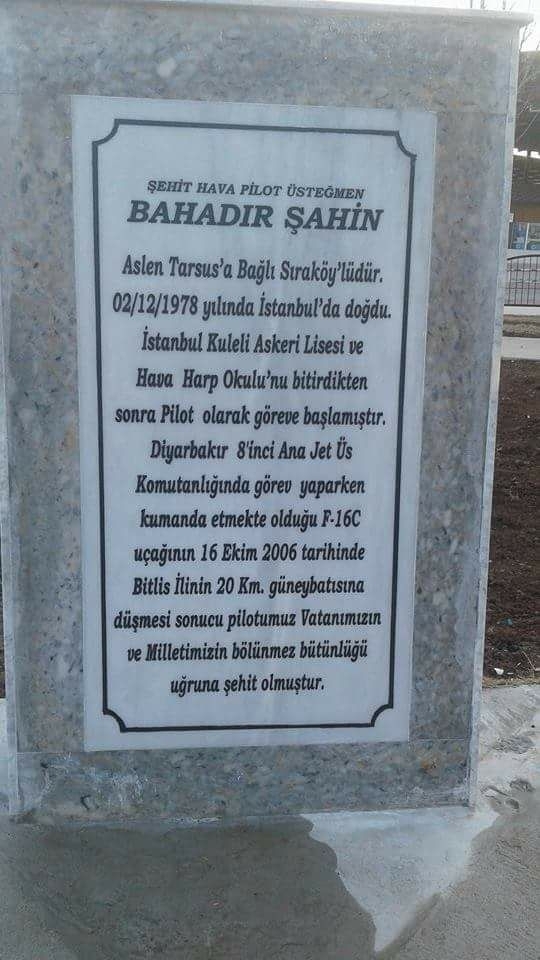 ŞEHİT HAVA PİLOT ÜSTEĞMEN
BAHADIR ŞAHİN
Aslen Tarsus'a Bağlı Sıraköy'lüdür.
02/12/1978 yılında İstanbul'da doğdu.
İstanbul Kuleli Askeri Lisesi ve
Hava Harp Okulu'nu bitirdikten
sonra Pilot olarak göreve başlamıştır.
Diyarbakır 8'inci Ana Jet Üs
Komutanlığında görev yaparken
kumanda etmekte olduğu F-16C
uçağının 16 Ekim 2006 tarihinde
Bitlis İlinin 20 Km. güneybatısına
düşmesi sonucu pilotumuz Vatanımızın
ve Milletimizin bölünmez bütünlüğü
uğruna şehit olmuştur.